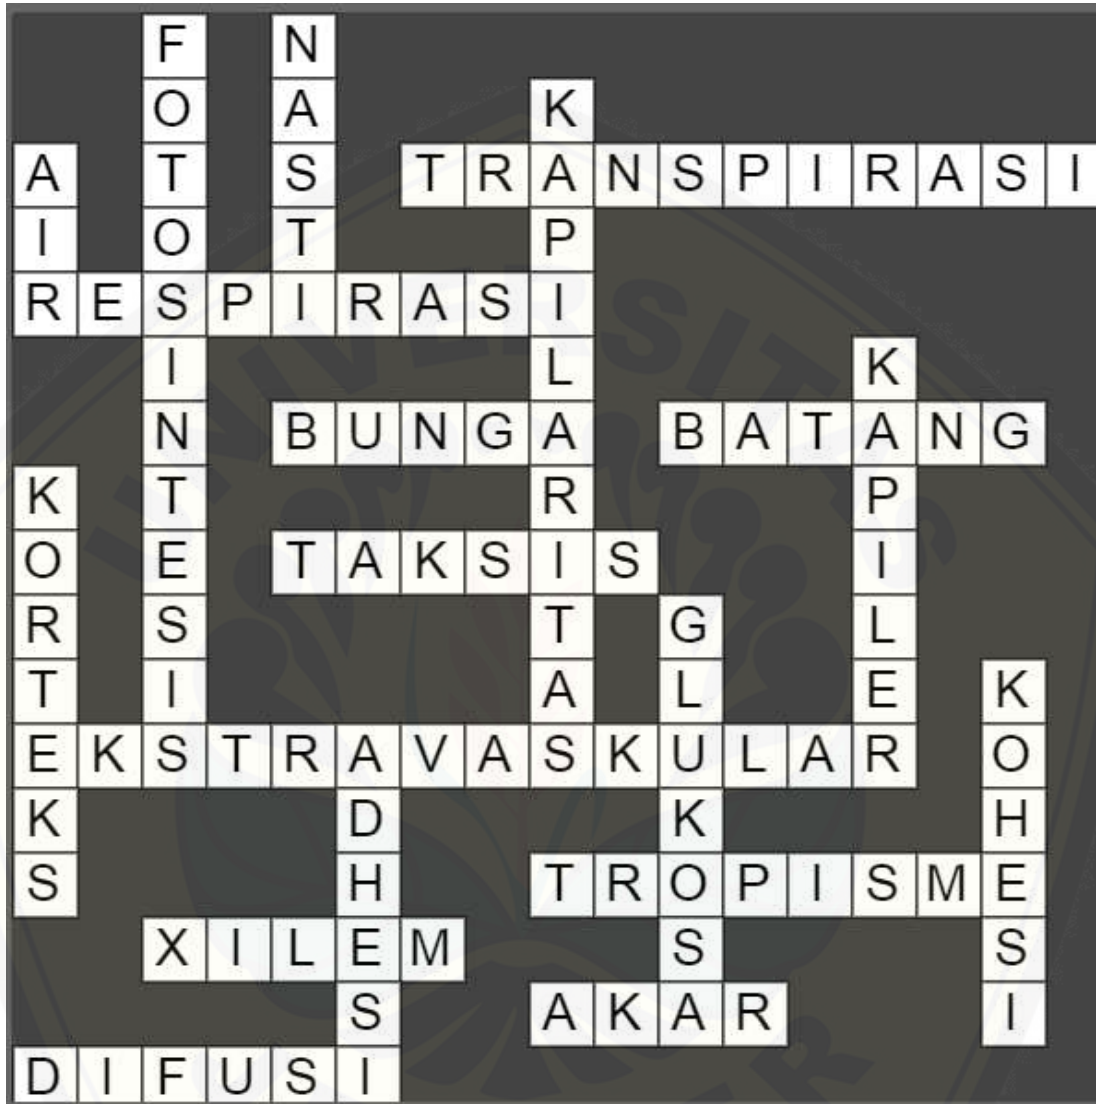 FOTOSINTESIS
NASTI
KAPILARITAS
AIR
TRANSPIRASI
RESPIRASI
KAPILER
BUNGA
BATANG
KORTEKS
TAKSIS
GLUKOSA
KOHESI
EKSTRAVASKULAR
ADHESI
TROPISME
XILEM
AKAR
DIFUSI
UNIVERSITAS